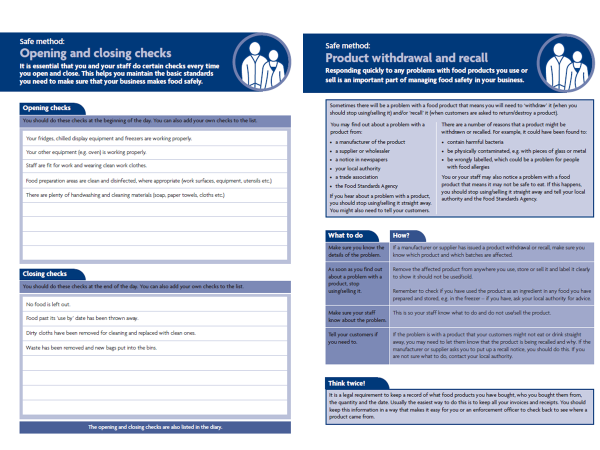 Safe method:
Opening and closing checks
It is essential that you and your staff do certain checks every time
you open and close. This helps you maintain the basic standards
you need to make sure that your business makes food safely.
Opening checks
You should do these checks at the beginning of the day. You can also add your own checks to the list.
Your fridges, chilled display equipment and freezers are working properly.
Your other equipment (e.g. oven) is working properly.
Staff are fit for work and wearing clean work clothes.
Food preparation areas are clean and disinfected, where appropriate (work surfaces, equipment, utensils etc.)
There are plenty of handwashing and cleaning materials (soap, paper towels, cloths etc.)
Closing checks
You should do these checks at the end of the day. You can also add your own checks to the list.
No food is left out.
Food past its 'use by' date has been thrown away.
Dirty cloths have been removed for cleaning and replaced with clean ones.
Waste has been removed and new bags put into the bins.
The opening and closing checks are also listed in the diary.
Safe method:
Product withdrawal and recall
Responding quickly to any problems with food products you use or
sell is an important part of managing food safety in your business.
Sometimes there will be a problem with a food product that means you will need to 'withdraw' it (when you
should stop using/selling it) and/or 'recall' it (when customers are asked to return/destroy a product).
You may find out about a problem with a
product from:
• a manufacturer of the product
• a supplier or wholesaler
• a notice in newspapers
• your local authority
• a trade association
• the Food Standards Agency
If you hear about a problem with a product,
you should stop using/selling it straight away.
You might also need to tell your customers.
There are a number of reasons that a product might be
withdrawn or recalled. For example, it could have been found to:
• contain harmful bacteria
• be physically contaminated, e.g. with pieces of glass or metal
• be wrongly labelled, which could be a problem for people
with food allergies
You or your staff may also notice a problem with a food
product that means it may not be safe to eat. If this happens,
you should stop using/selling it straight away and tell your local
authority and the Food Standards Agency.
What to do
How?
Make sure you know the
details of the problem.
If a manufacturer or supplier has issued a product withdrawal or recall, make sure you
know which product and which batches are affected.
As soon as you find out
about a problem with a
product, stop
using/selling it.
Remove the affected product from anywhere you use, store or sell it and label it clearly
to show it should not be used/sold.
Remember to check if you have used the product as an ingredient in any food you have
prepared and stored, e.g. in the freezer – if you have, ask your local authority for advice.
Make sure your staff
know about the problem.
This is so your staff know what to do and do not use/sell the product.
Tell your customers if
you need to.
If the problem is with a product that your customers might not eat or drink straight
away, you may need to let them know that the product is being recalled and why. If the
manufacturer or supplier asks you to put up a recall notice, you should do this. If you
are not sure what to do, contact your local authority.
Think twice!
It is a legal requirement to keep a record of what food products you have bought, who you bought them from,
the quantity and the date. Usually the easiest way to do this is to keep all your invoices and receipts. You should
keep this information in a way that makes it easy for you or an enforcement officer to check back to see where a
product came from.